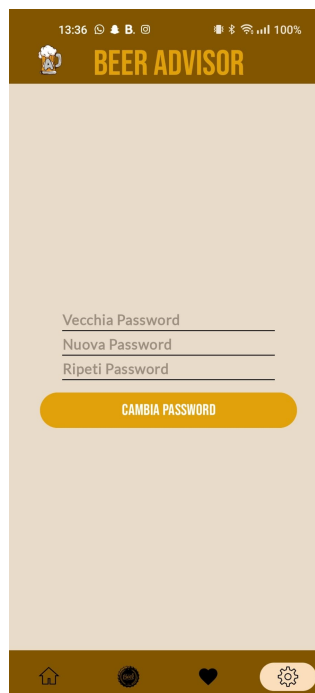 13:36 B. 100%
BEER ADVISOR
Vecchia Password
Nuova Password
Ripeti Password
CAMBIA PASSWORD